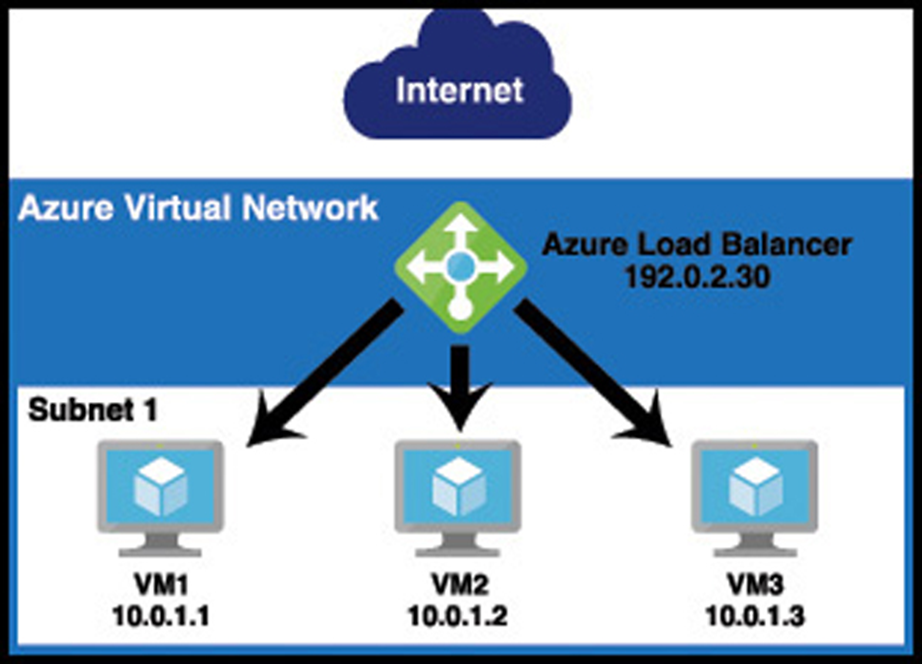 Internet
Azure Virtual Network
Azure Load Balancer
192.0.2.30
Subnet 1
VM1
10.0.1.1
VM2
10.0.1.2
VM3
10.0.1.3